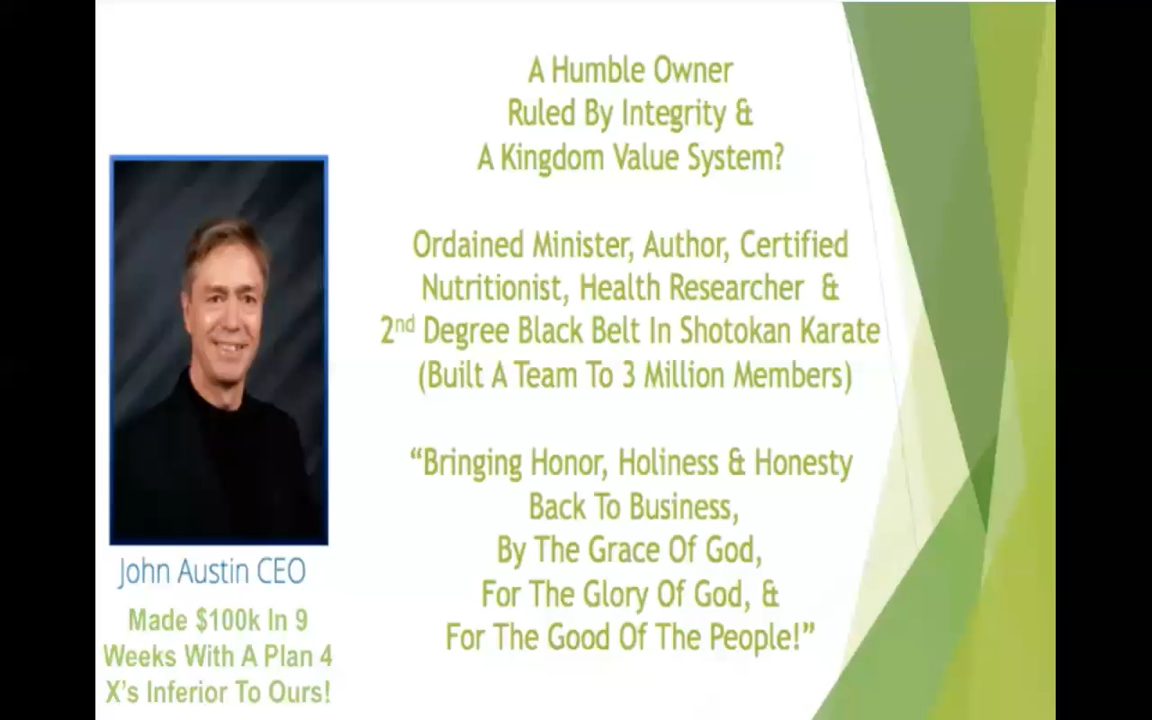 A Humble Owner
Ruled By Integrity &
A Kingdom Value System?
Ordained Minister, Author, Certified
Nutritionist, Health Researcher &
2nd Degree Black Belt In Shotokan Karate
(Built A Team To 3 Million Members)
“Bringing Honor, Holiness & Honesty
Back To Business,
By The Grace Of God,
For The Glory Of God, &
For The Good Of The People!”
John Austin CEO
Made $100k In 9
Weeks With A Plan 4
X's Inferior To Ours!